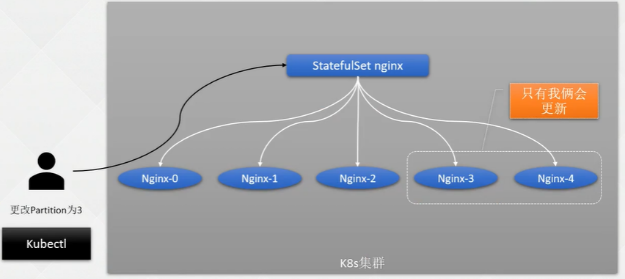 StatefulSet nginx
只有我俩会
更新
Nginx-0
Nginx-1
Nginx-2
Nginx-3
Nginx-4
更改Partition为3
Kubectl
K8s集群